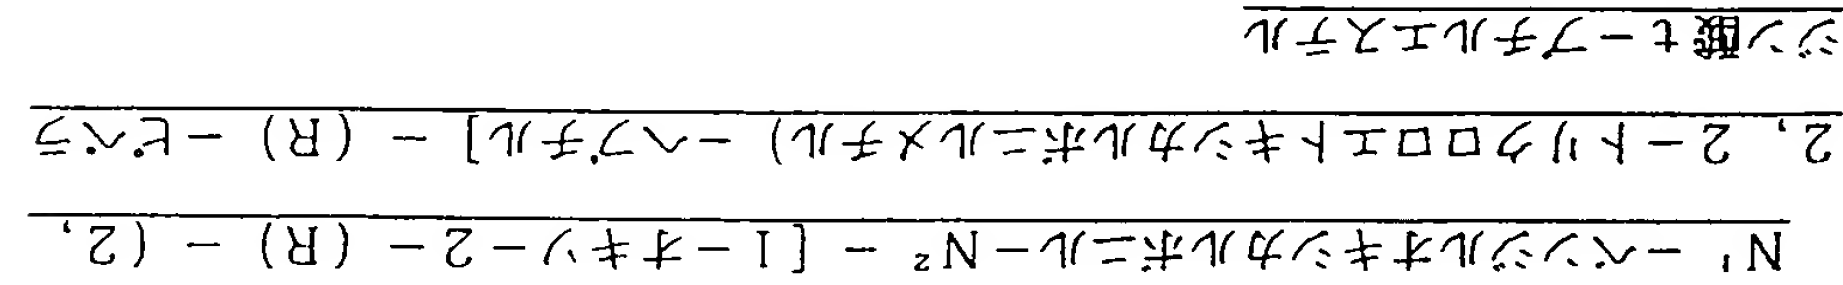 N¹－ベンジルオキシカルボニル－N²－［1－オキソ－2－（R）－（2，
2，2－トリクロロエトキシカルボニルメチル）－ヘプチル］－（R）－ピペラ
ジン酸t－ブチルエステル